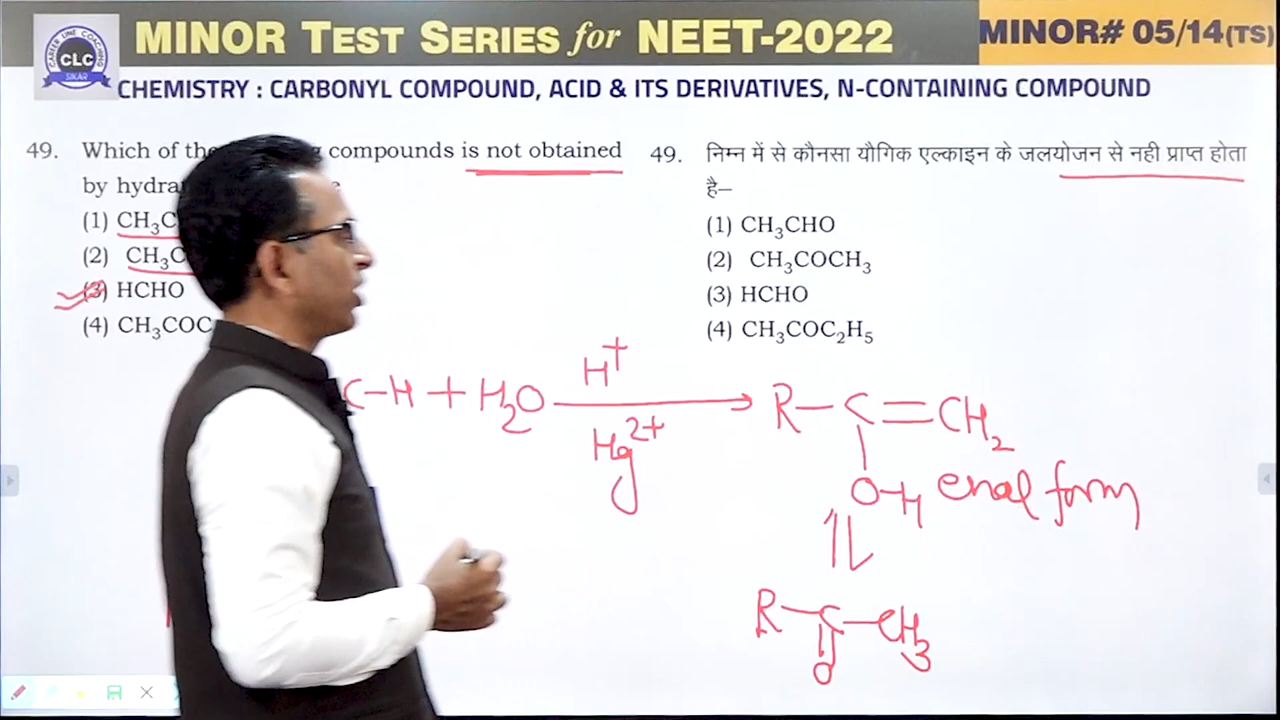 CAREER LINE COACHING
CLC
SIKAR
MINOR TEST SERIES for NEET-2022
MINOR# 05/14(TS)
CHEMISTRY : CARBONYL COMPOUND, ACID & ITS DERIVATIVES, N-CONTAINING COMPOUND
49. Which of the compounds is not obtained
by
(1) CH₃C
(2) CH₃C
(3) HCHO
(4) CH₃COC
49. निम्न में से कौनसा यौगिक एल्काइन के जलयोजन से नही प्राप्त होता
है–
(1) CH₃CHO
(2) CH₃COCH₃
(3) HCHO
(4) CH₃COC₂H₅
C-H + H₂O
H⁺
Hg²⁺
R-C=CH₂
O-H enol form
R-C-CH₃
O